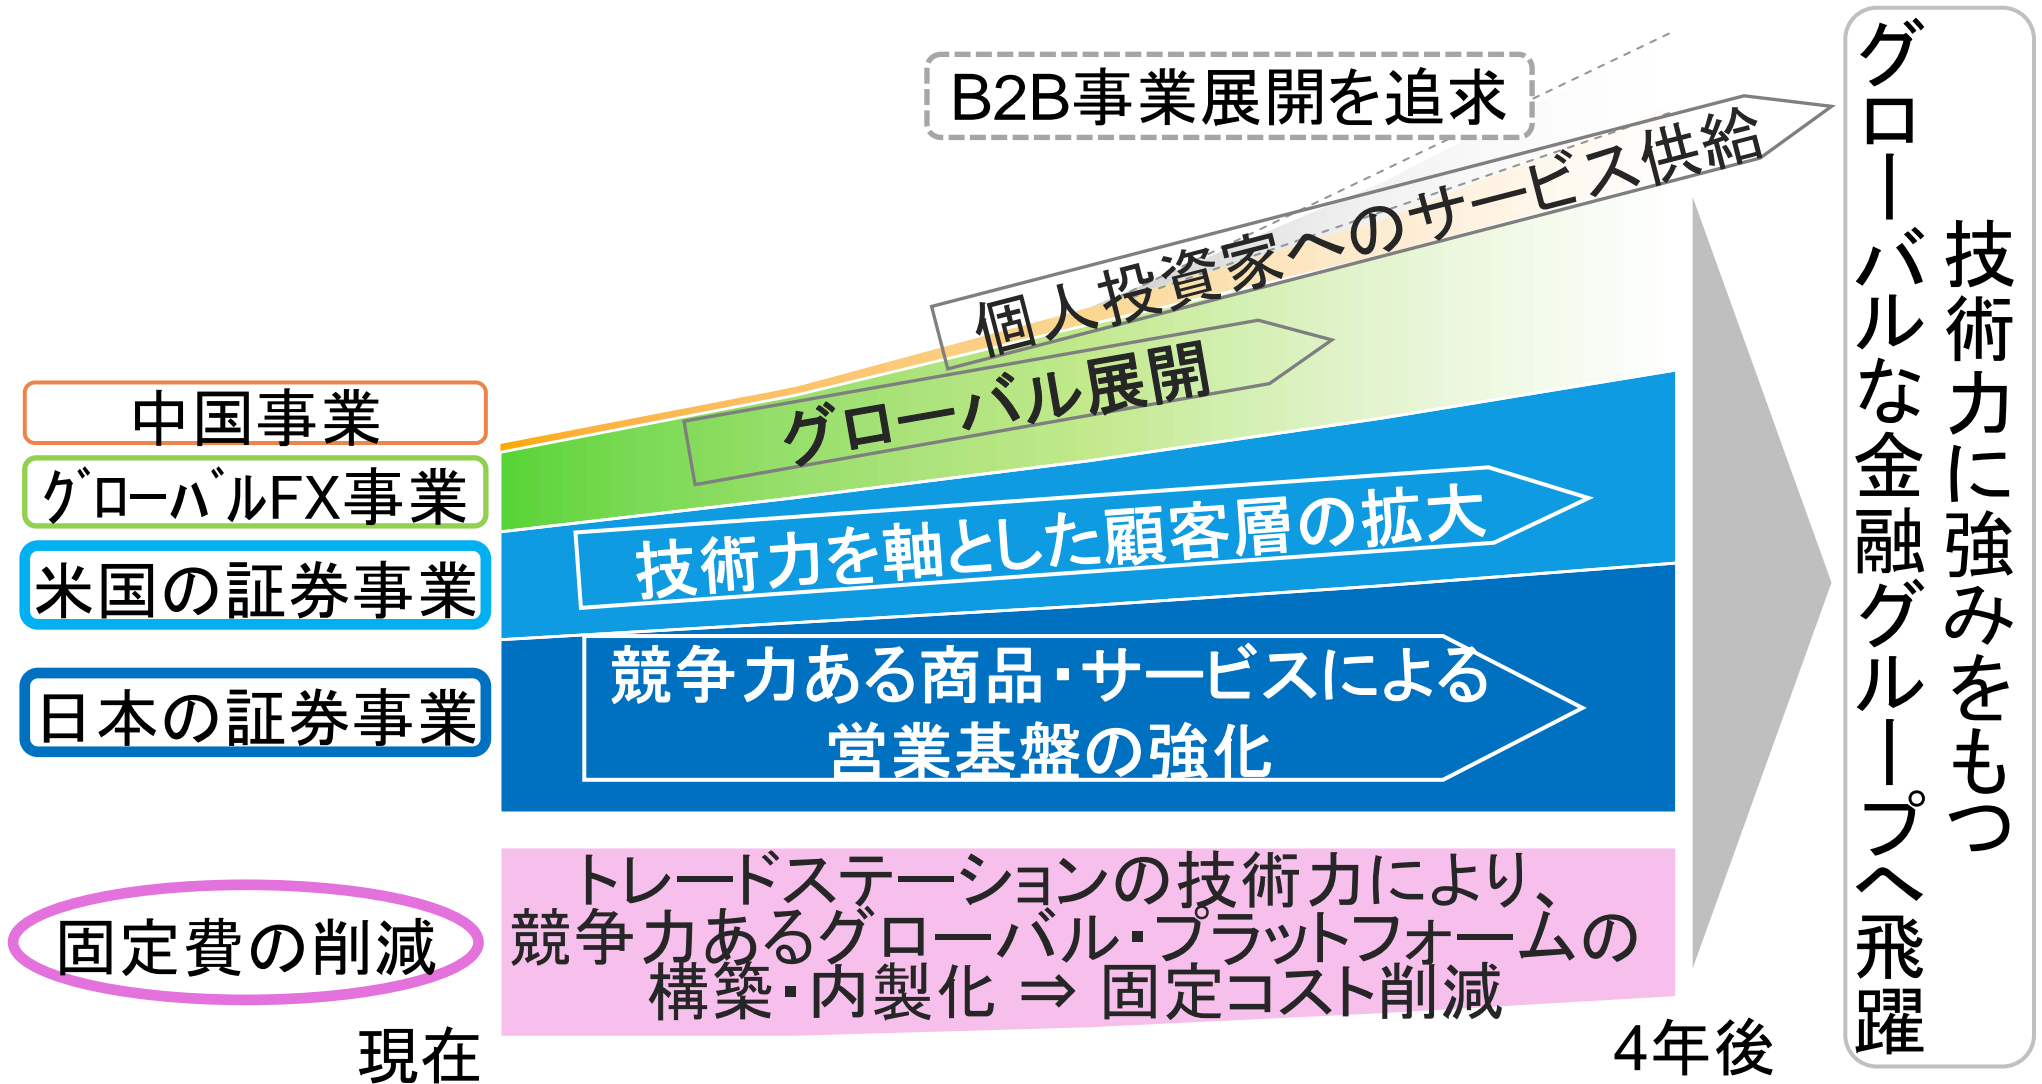 B2B事業展開を追求
個人投資家へのサービス供給
グローバル展開
技術力を軸とした顧客層の拡大
競争力ある商品・サービスによる
営業基盤の強化
中国事業
ｸﾞﾛｰﾊﾞﾙFX事業
米国の証券事業
日本の証券事業
固定費の削減
トレードステーションの技術力により、
競争力あるグローバル・プラットフォームの
構築・内製化 ⇒ 固定コスト削減
現在
4年後
技術力に強みをもつ
グローバルな金融グループへ飛躍